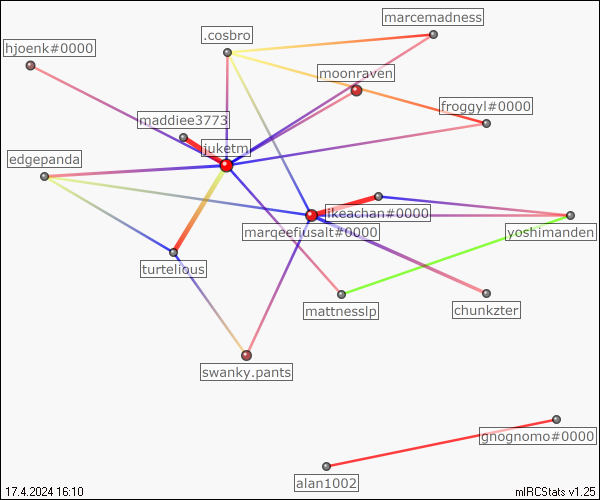 marcemadness
.cosbro
hjoenk#0000
moonraven
froggyl#0000
maddiee3773
juketm
edgepanda
ikeachan#0000
marqeefiusalt#0000
yoshimanden
turtelious
mattnesslp
chunkzter
swanky.pants
gnognomo#0000
alan1002
17.4.2024 16:10
mIRCStats v1.25